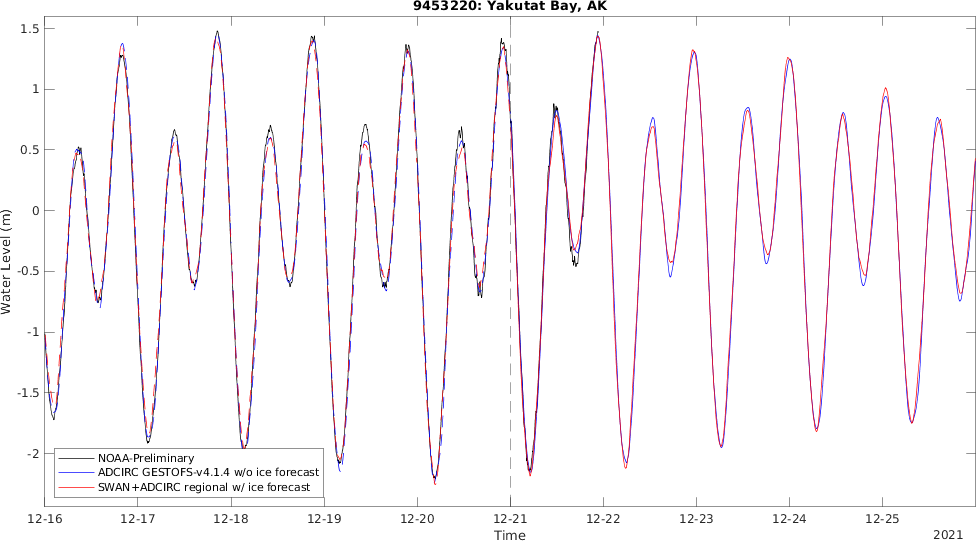 9453220: Yakutat Bay, AK
1.5
1
0.5
0
-0.5
-1
-1.5
-2
Water Level (m)
NOAA-Preliminary
ADCIRC GESTOFS-v4.1.4 w/o ice forecast
SWAN+ADCIRC regional w/ ice forecast
12-16 12-17 12-18 12-19 12-20 12-21 12-22 12-23 12-24 12-25
Time
2021